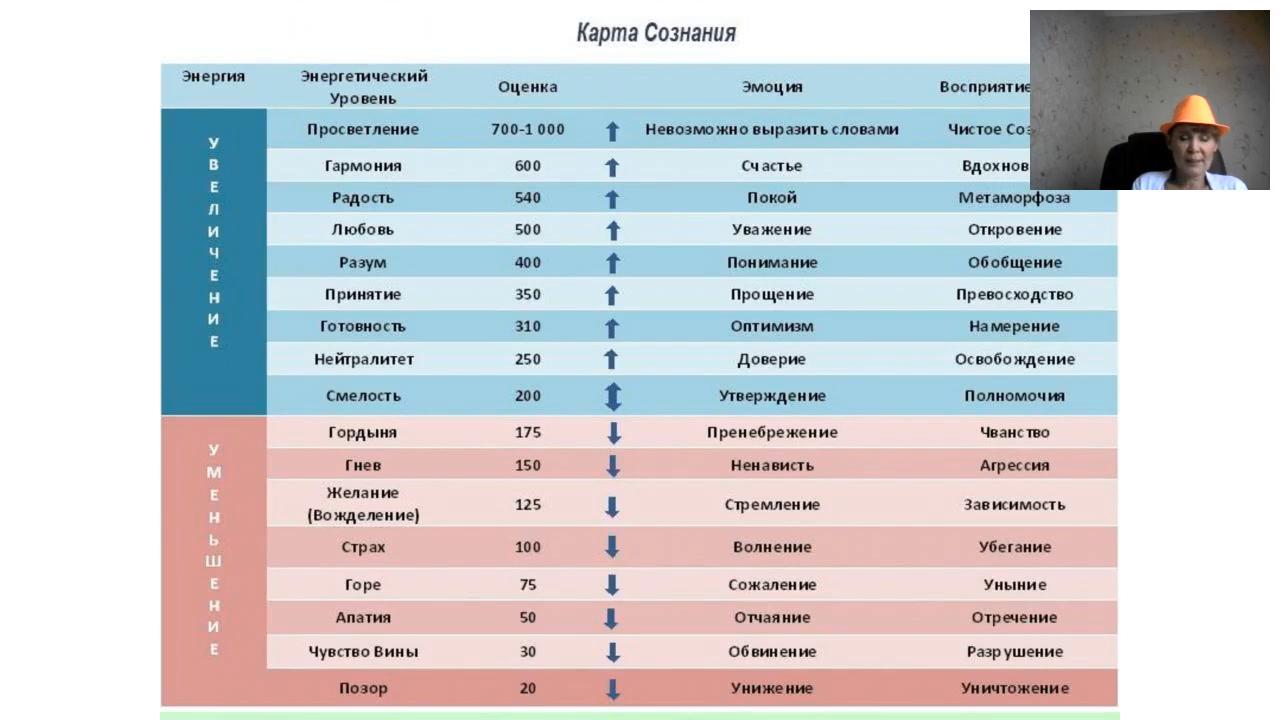 Карта Сознания
Энергия Энергетический Уровень Оценка Эмоция Восприятие
УВЕЛИЧЕНИЕ
Просветление 700-1 000 Невозможно выразить словами Чистое
Гармония 600 Счастье
Радость 540 Покой Метаморфоза
Любовь 500 Уважение Откровение
Разум 400 Понимание Обобщение
Принятие 350 Прощение Превосходство
Готовность 310 Оптимизм Намерение
Нейтралитет 250 Доверие Освобождение
Смелость 200 Утверждение Полномочия
УМЕНЬШЕНИЕ
Гордыня 175 Пренебрежение Чванство
Гнев 150 Ненависть Агрессия
Желание (Вожделение) 125 Стремление Зависимость
Страх 100 Волнение Убегание
Горе 75 Сожаление Уныние
Апатия 50 Отчаяние Отречение
Чувство Вины 30 Обвинение Разрушение
Позор 20 Унижение Уничтожение